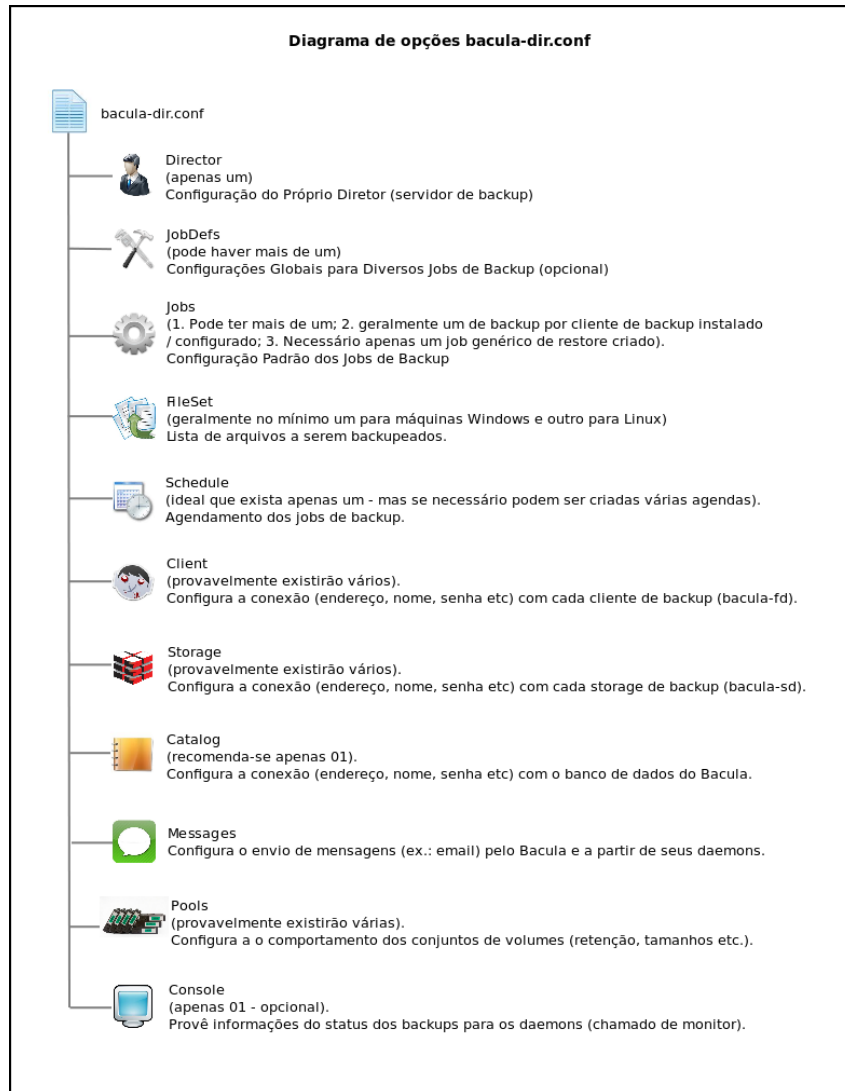 Diagrama de opções bacula-dir.conf
bacula-dir.conf
Director
(apenas um)
Configuração do Próprio Diretor (servidor de backup)
JobDefs
(pode haver mais de um)
Configurações Globais para Diversos Jobs de Backup (opcional)
Jobs
(1. Pode ter mais de um; 2. geralmente um de backup por cliente de backup instalado
/ configurado; 3. Necessário apenas um job genérico de restore criado).
Configuração Padrão dos Jobs de Backup
FileSet
(geralmente no mínimo um para máquinas Windows e outro para Linux)
Lista de arquivos a serem backupeados.
Schedule
(ideal que exista apenas um - mas se necessário podem ser criadas várias agendas).
Agendamento dos jobs de backup.
Client
(provavelmente existirão vários).
Configura a conexão (endereço, nome, senha etc) com cada cliente de backup (bacula-fd).
Storage
(provavelmente existirão vários).
Configura a conexão (endereço, nome, senha etc) com cada storage de backup (bacula-sd).
Catalog
(recomenda-se apenas 01).
Configura a conexão (endereço, nome, senha etc) com o banco de dados do Bacula.
Messages
Configura o envio de mensagens (ex.: email) pelo Bacula e a partir de seus daemons.
Pools
(provavelmente existirão várias).
Configura a o comportamento dos conjuntos de volumes (retenção, tamanhos etc.).
Console
(apenas 01 - opcional).
Provê informações do status dos backups para os daemons (chamado de monitor).